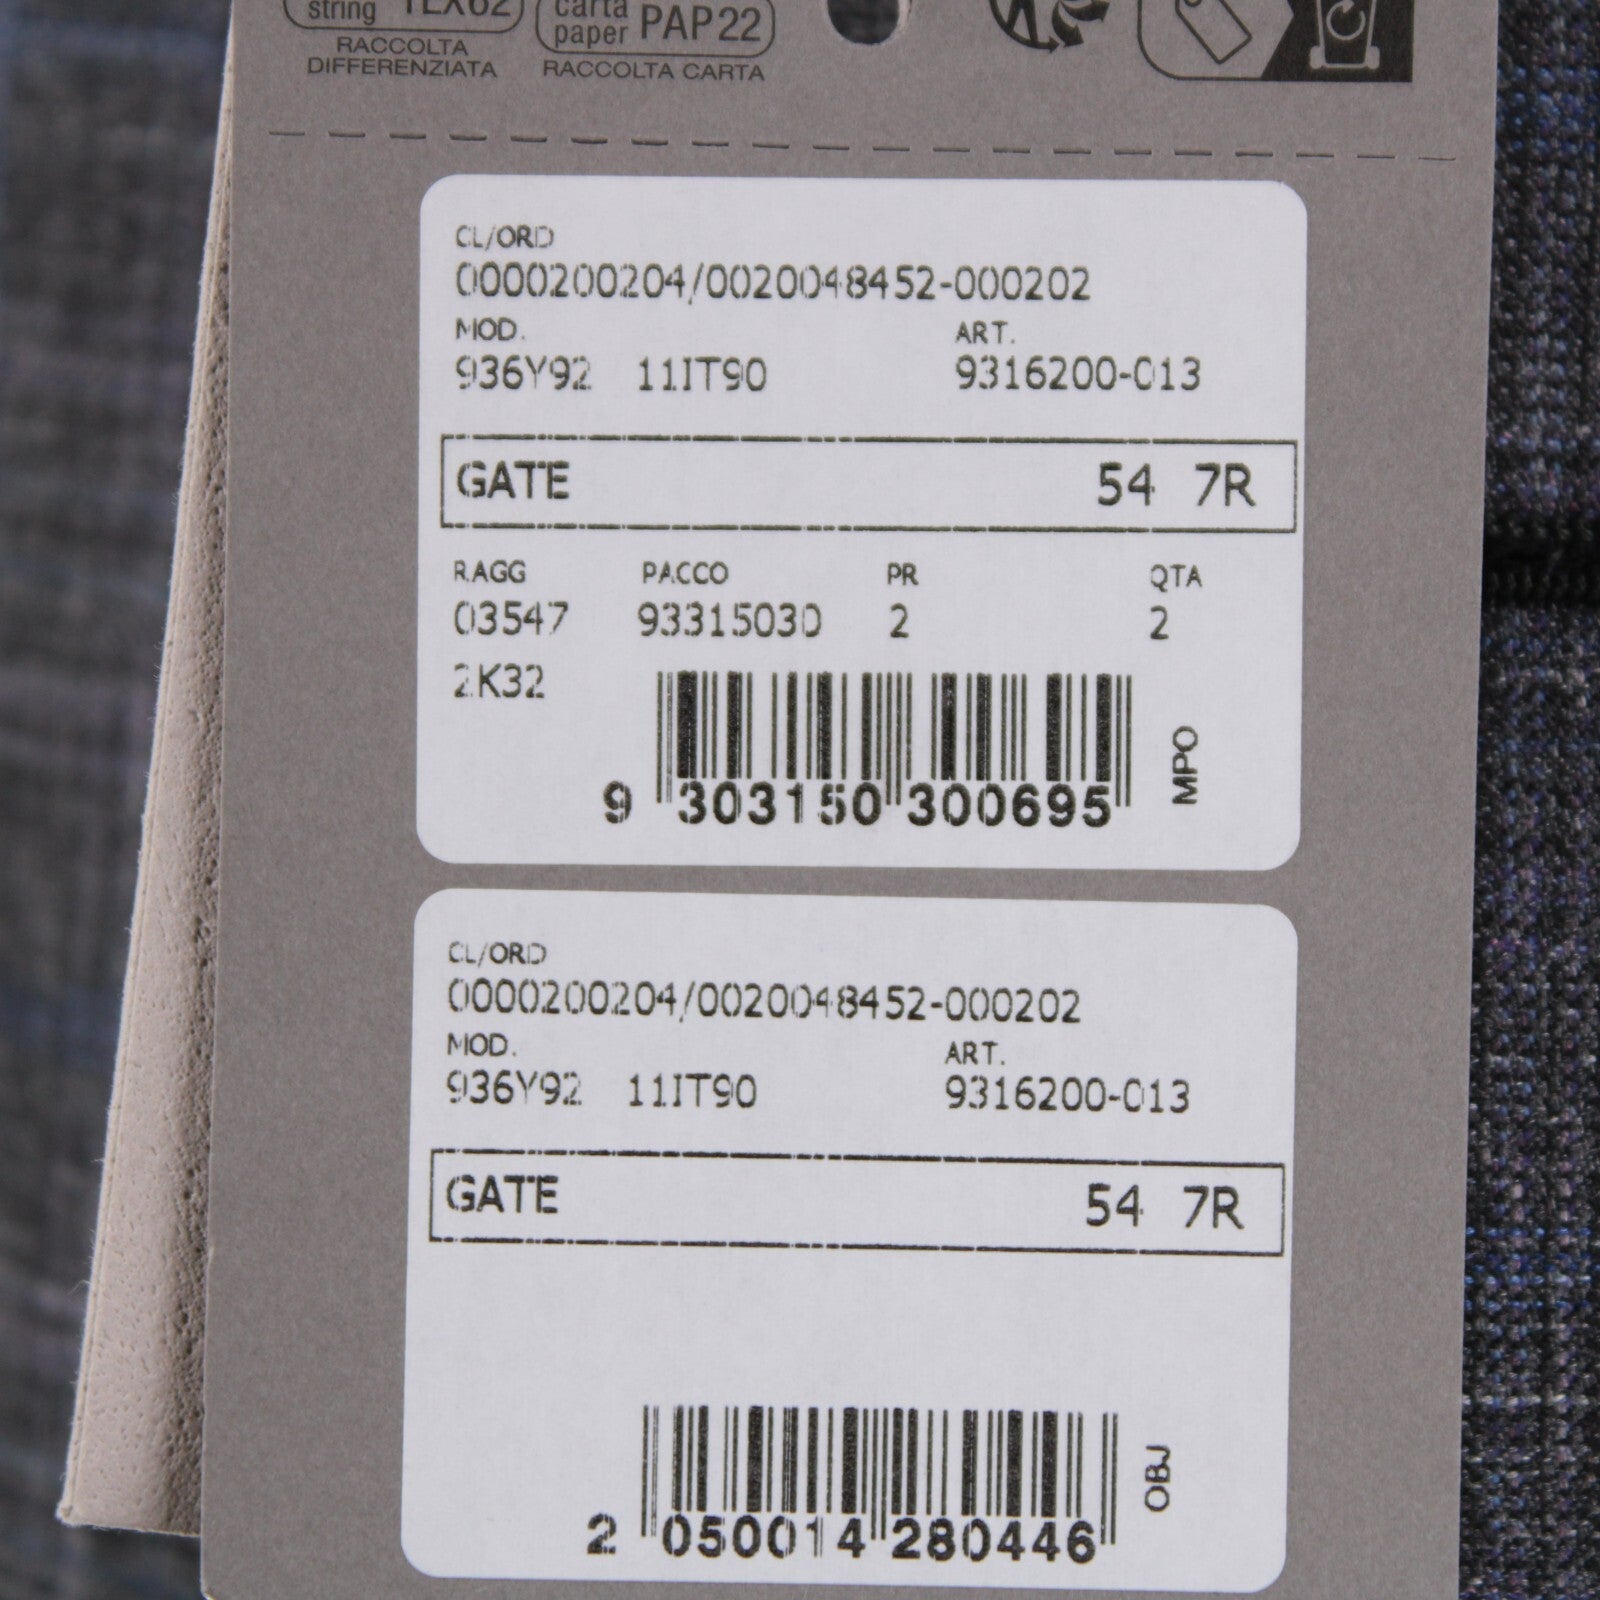 string TEX62 carta paper PAP22
RACCOLTA DIFFERENZIATA RACCOLTA CARTA
CL/ORD
0000200204/0020048452-000202
MOD. ART.
936Y92 11IT90 9316200-013
GATE 54 7R
RAGG PACCO PR QTA
03547 93315030 2 2
2K32
MPO
9 303150 300695
CL/ORD
0000200204/0020048452-000202
MOD. ART.
936Y92 11IT90 9316200-013
GATE 54 7R
OBJ
2 050014 280446